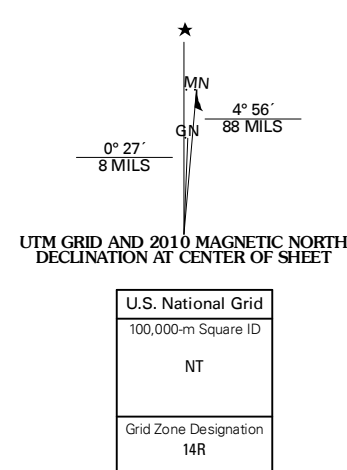 ★
MN
GN
4° 56´
88 MILS
0° 27´
8 MILS
UTM GRID AND 2010 MAGNETIC NORTH
DECLINATION AT CENTER OF SHEET
U.S. National Grid
100,000-m Square ID
NT
Grid Zone Designation
14R